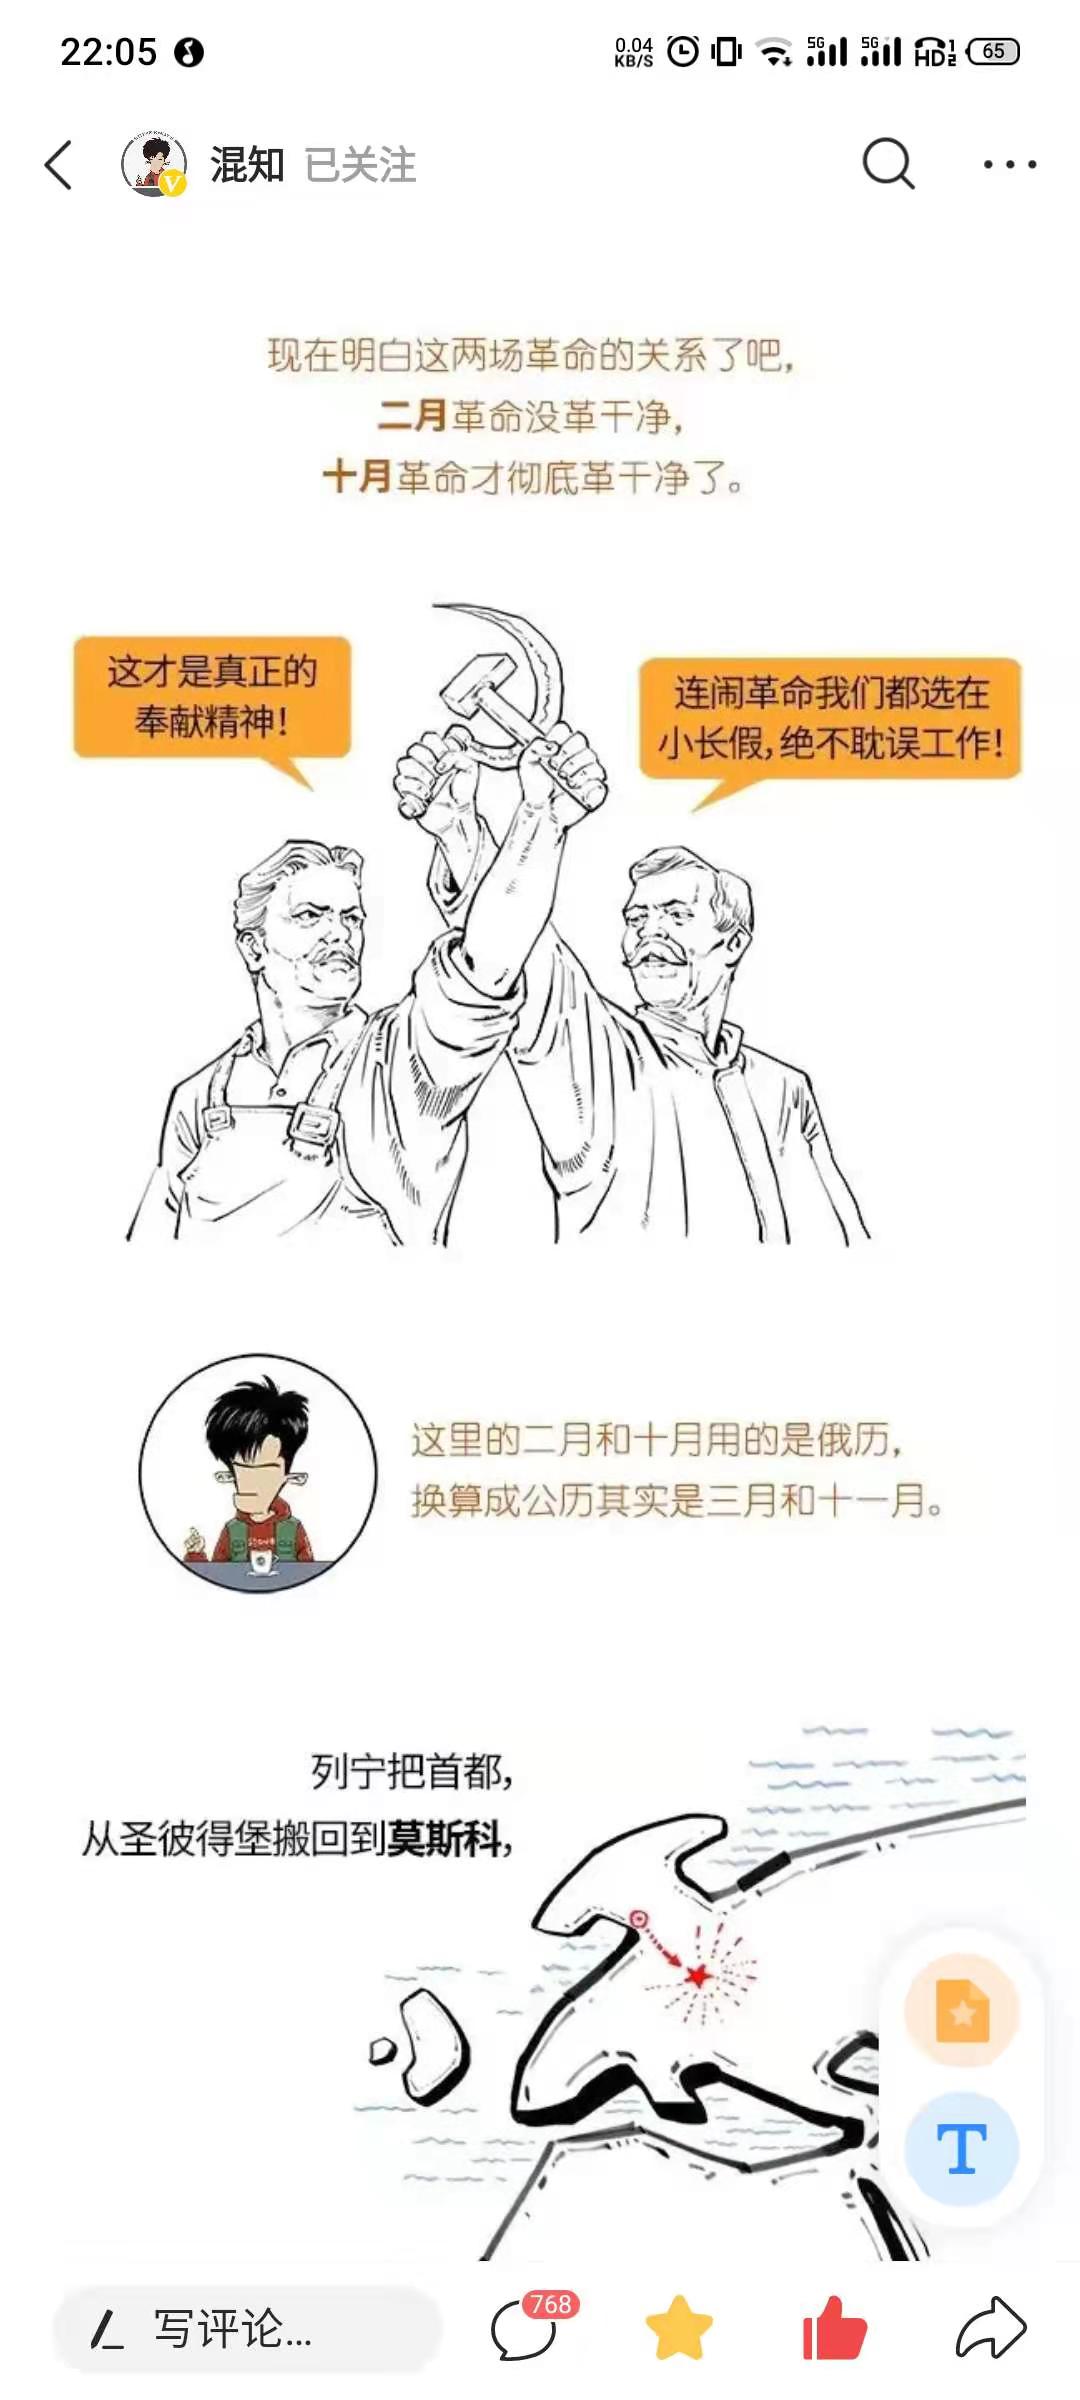 22:05
0.04
KB/S
5G
5G
HD
1
2
65
混知 已关注
现在明白这两场革命的关系了吧,
二月革命没革干净,
十月革命才彻底革干净了。
这才是真正的
奉献精神!
连闹革命我们都选在
小长假,绝不耽误工作!
这里的二月和十月用的是俄历,
换算成公历其实是三月和十一月。
列宁把首都,
从圣彼得堡搬回到莫斯科,
T
写评论...
768